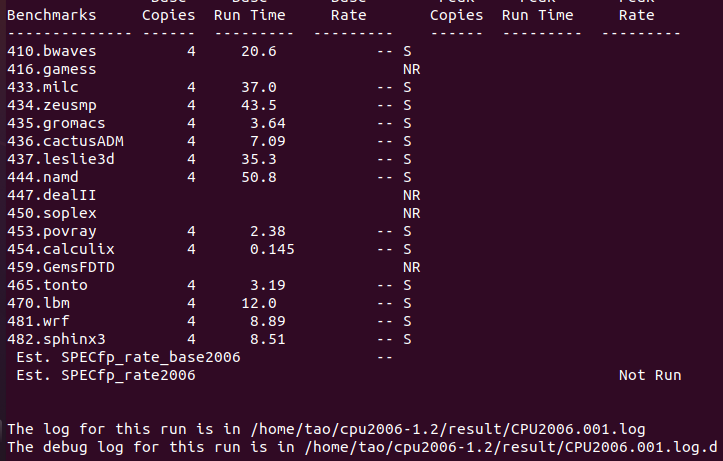 Benchmarks Copies Run Time Rate Copies Run Time Rate
-------------- ------ --------- --------- ------ --------- ---------
410.bwaves 4 20.6 -- S
416.gamess NR
433.milc 4 37.0 -- S
434.zeusmp 4 43.5 -- S
435.gromacs 4 3.64 -- S
436.cactusADM 4 7.09 -- S
437.leslie3d 4 35.3 -- S
444.namd 4 50.8 -- S
447.dealII NR
450.soplex NR
453.povray 4 2.38 -- S
454.calculix 4 0.145 -- S
459.GemsFDTD NR
465.tonto 4 3.19 -- S
470.lbm 4 12.0 -- S
481.wrf 4 8.89 -- S
482.sphinx3 4 8.51 -- S
Est. SPECfp_rate_base2006 --
Est. SPECfp_rate2006 Not Run
The log for this run is in /home/tao/cpu2006-1.2/result/CPU2006.001.log
The debug log for this run is in /home/tao/cpu2006-1.2/result/CPU2006.001.log.d